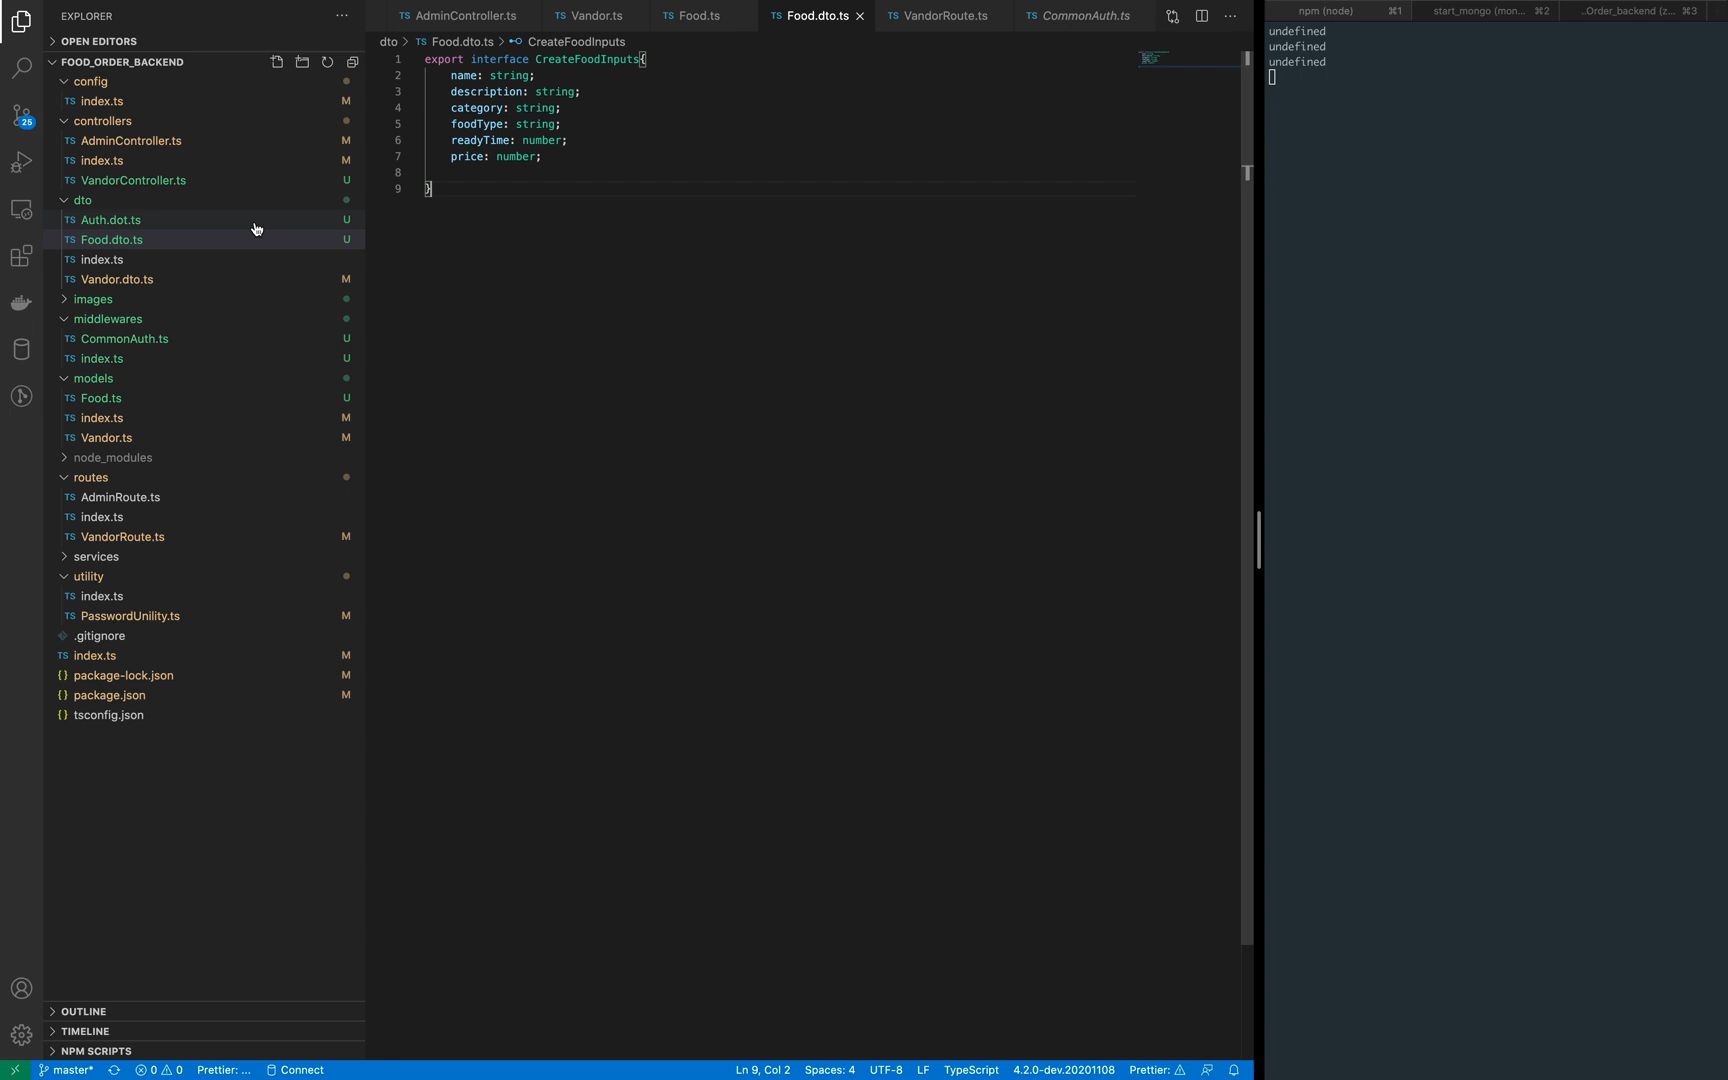 EXPLORER
OPEN EDITORS
FOOD_ORDER_BACKEND
config
TS index.ts M
controllers
TS AdminController.ts M
TS index.ts M
TS VandorController.ts U
dto
TS Auth.dot.ts U
TS Food.dto.ts U
TS index.ts
TS Vandor.dto.ts M
images
middlewares
TS CommonAuth.ts U
TS index.ts U
models
TS Food.ts U
TS index.ts M
TS Vandor.ts M
node_modules
routes
TS AdminRoute.ts
TS index.ts
TS VandorRoute.ts M
services
utility
TS index.ts
TS PasswordUnility.ts M
.gitignore
TS index.ts M
{} package-lock.json M
{} package.json M
{} tsconfig.json
OUTLINE
TIMELINE
NPM SCRIPTS
25
TS AdminController.ts TS Vandor.ts TS Food.ts TS Food.dto.ts TS VandorRoute.ts TS CommonAuth.ts
dto > TS Food.dto.ts > CreateFoodInputs
1 export interface CreateFoodInputs{
2 name: string;
3 description: string;
4 category: string;
5 foodType: string;
6 readyTime: number;
7 price: number;
8
9 }
npm (node) ⌘1 start_mongo (mon... ⌘2 ..Order_backend (z... ⌘3
undefined
undefined
undefined
master* 0 0 Prettier: ... Connect Ln 9, Col 2 Spaces: 4 UTF-8 LF TypeScript 4.2.0-dev.20201108 Prettier: